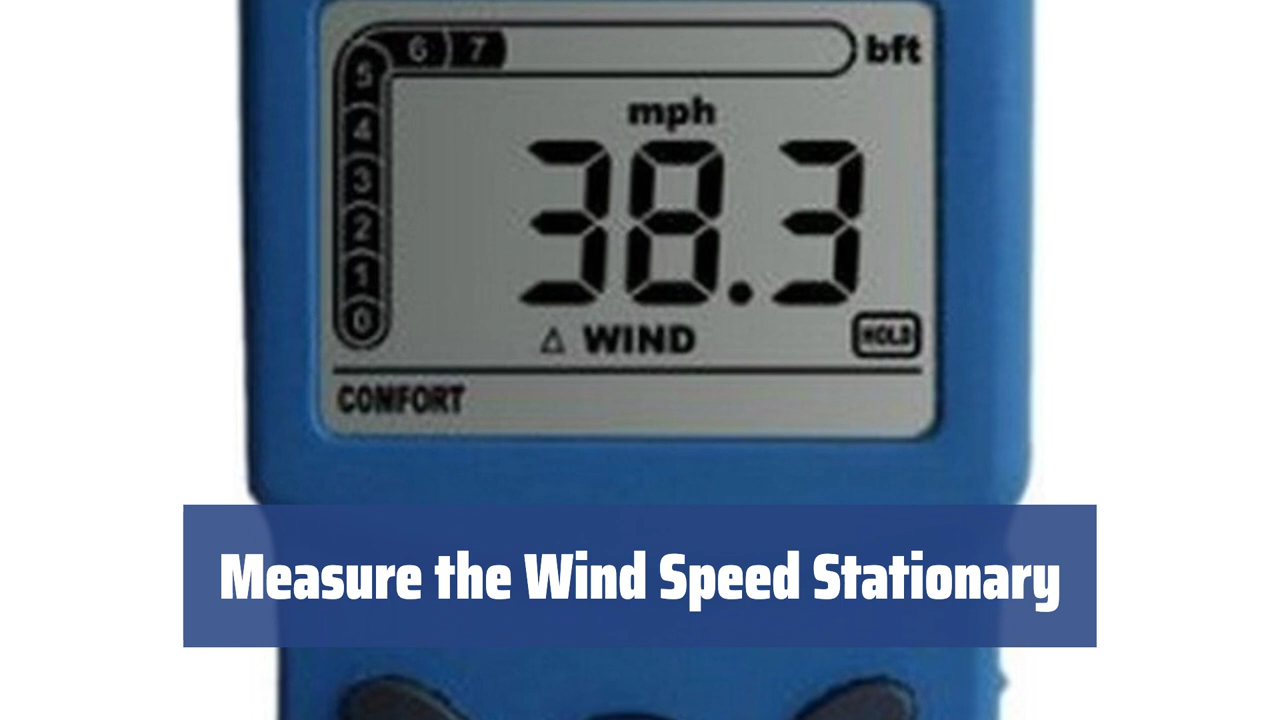 6 7 bft
5
mph
4
38.3
3
2
1
0
Δ WIND HOLD
COMFORT
Measure the Wind Speed Stationary